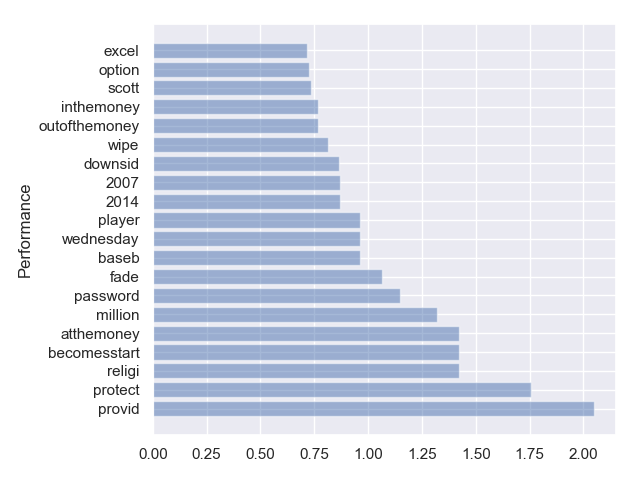 excel
option
scott
inthemoney
outofthemoney
wipe
downsid
2007
2014
player
wednesday
baseb
fade
password
million
atthemoney
becomesstart
religi
protect
provid
Performance
0.00 0.25 0.50 0.75 1.00 1.25 1.50 1.75 2.00